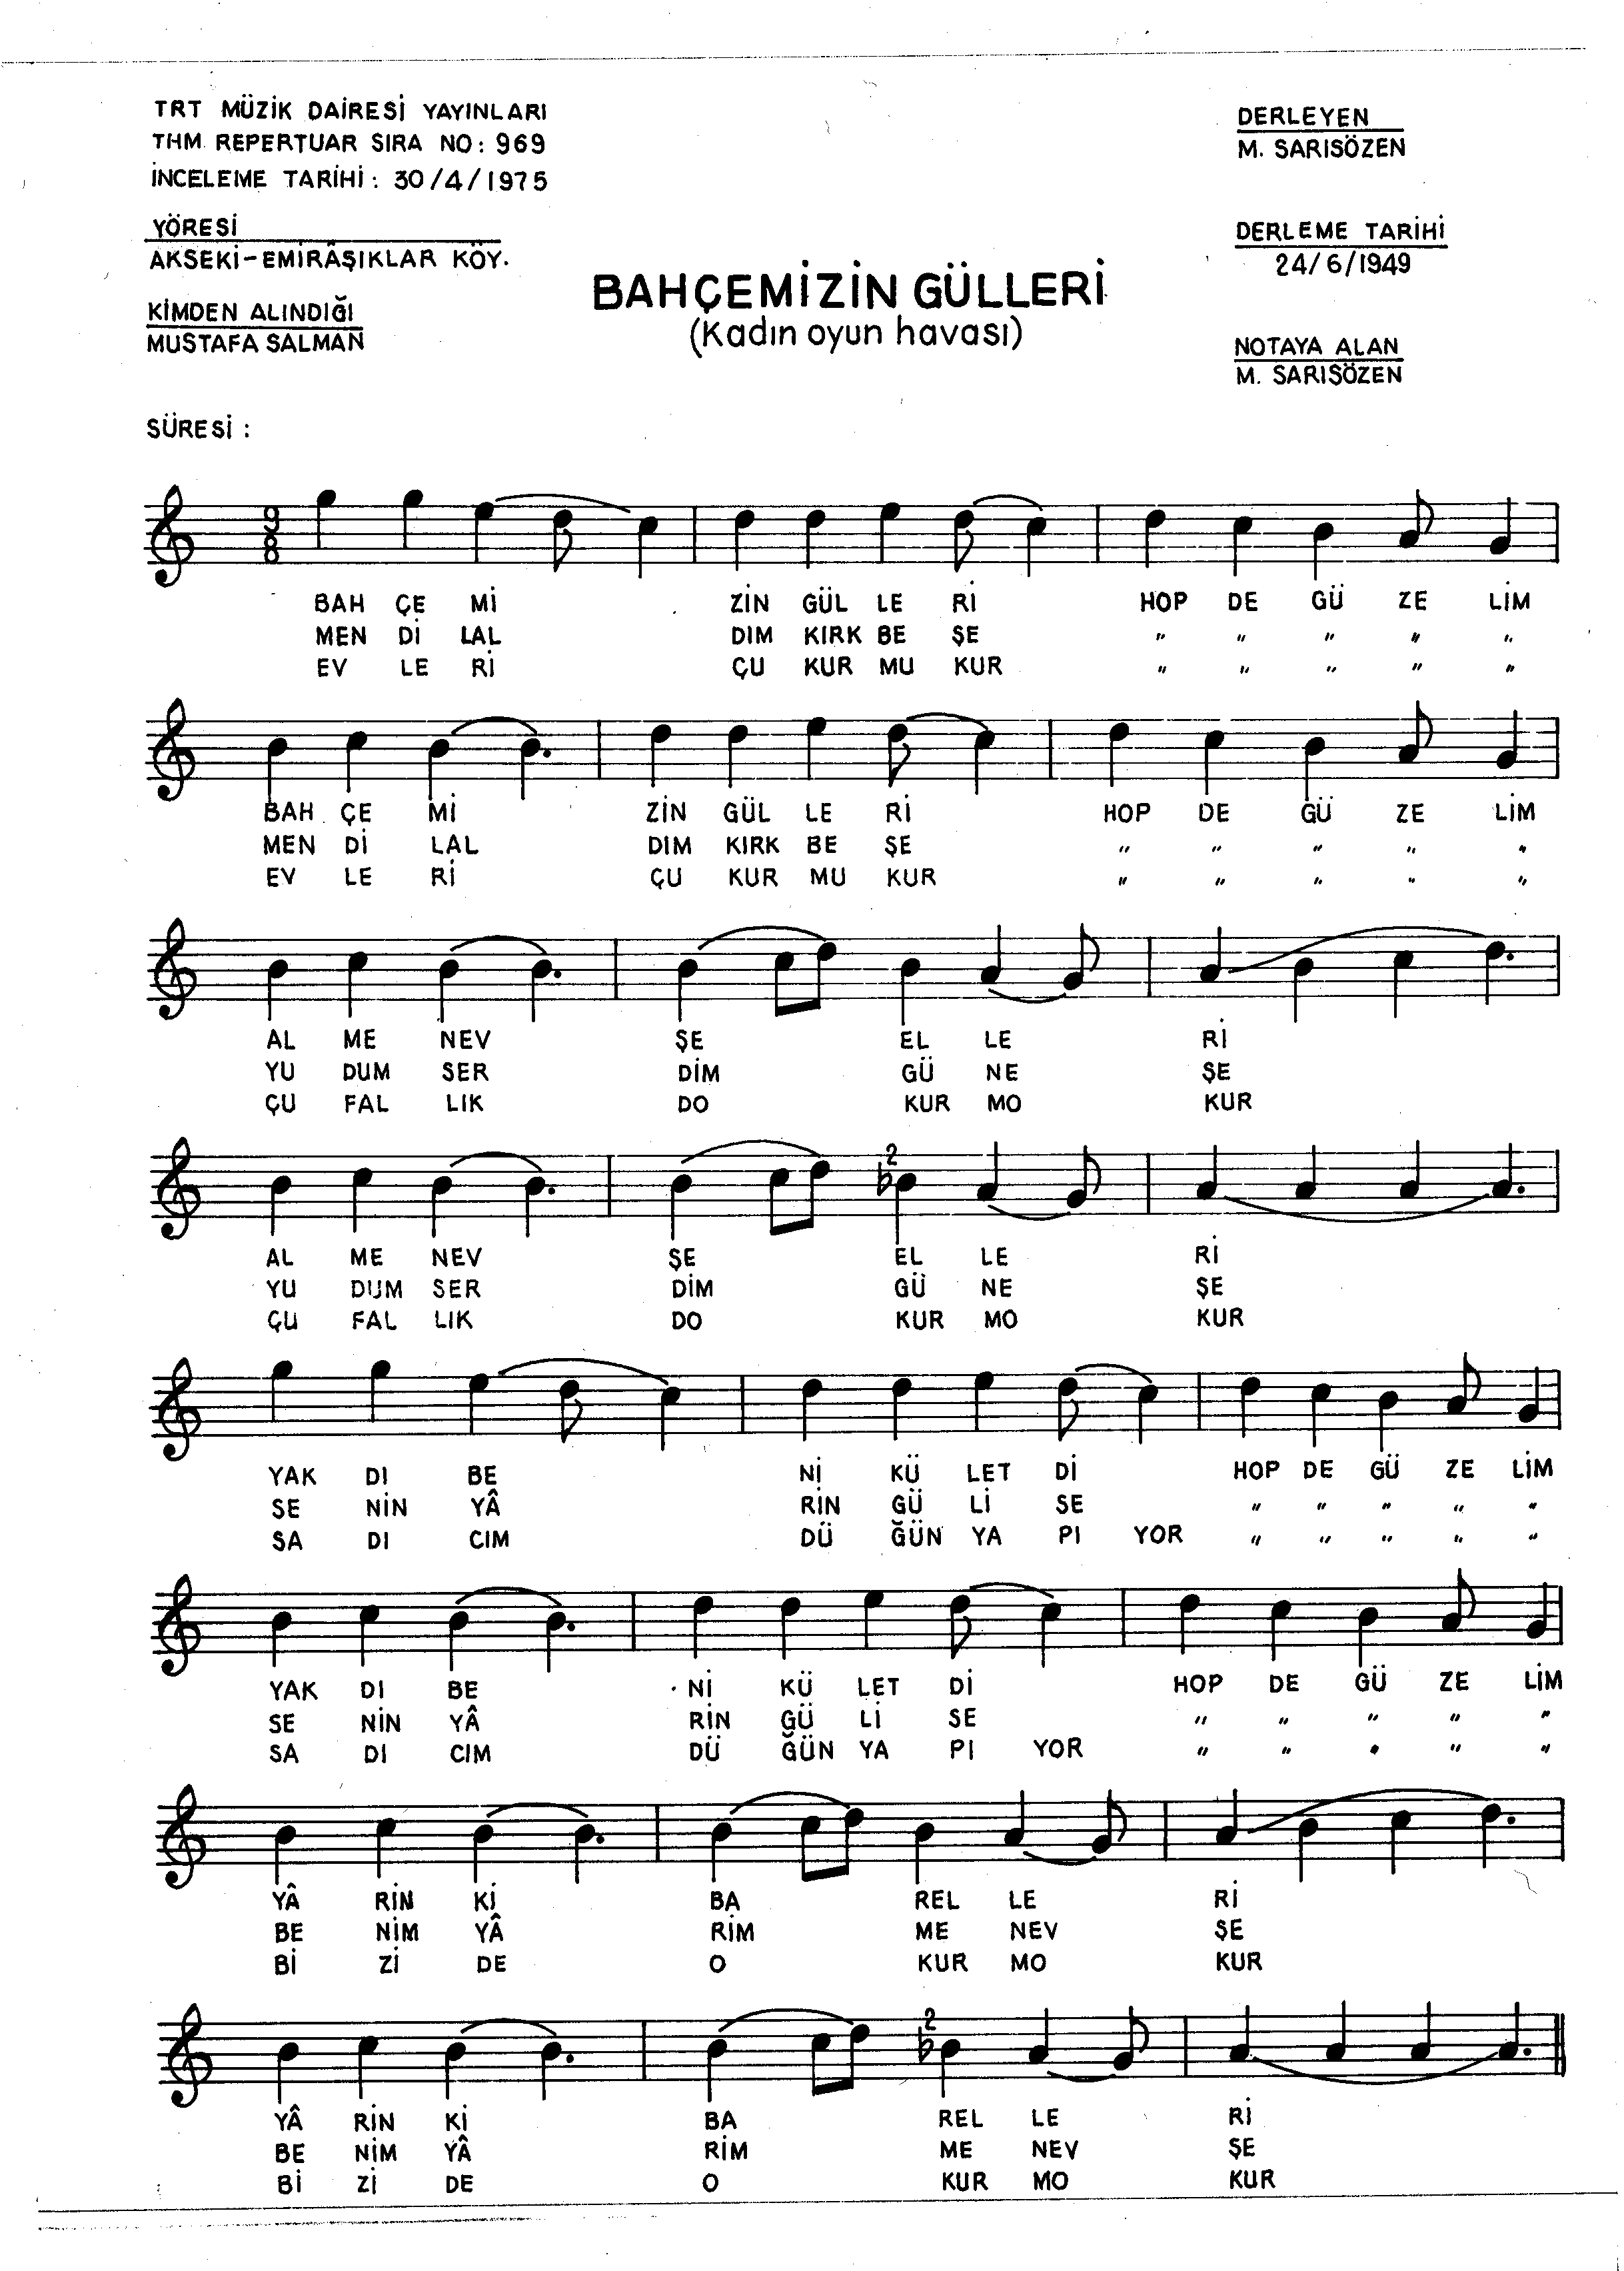 TRT MÜZİK DAİRESİ YAYINLARI
THM REPERTUAR SIRA NO: 969
İNCELEME TARİHİ: 30/4/1975
DERLEYEN
M. SARISÖZEN
YÖRESİ
AKSEKİ-EMİRÂŞIKLAR KÖY.
DERLEME TARİHİ
24/6/1949
BAHÇEMİZİN GÜLLERİ
(Kadın oyun havası)
KİMDEN ALINDIĞI
MUSTAFA SALMAN
NOTAYA ALAN
M. SARISÖZEN
SÜRESİ :
9
8
BAH ÇE Mİ ZİN GÜL LE Rİ HOP DE GÜ ZE LİM
MEN Dİ LAL DIM KIRK BE ŞE " " " " "
EV LE Rİ ÇU KUR MU KUR " " " " "
BAH ÇE Mİ ZİN GÜL LE Rİ HOP DE GÜ ZE LİM
MEN Dİ LAL DIM KIRK BE ŞE " " " " "
EV LE Rİ ÇU KUR MU KUR " " " " "
AL ME NEV ŞE EL LE Rİ
YU DUM SER DİM GÜ NE ŞE
ÇU FAL LIK DO KUR MO KUR
2
AL ME NEV ŞE EL LE Rİ
YU DUM SER DİM GÜ NE ŞE
ÇU FAL LIK DO KUR MO KUR
YAK DI BE Nİ KÜ LET Dİ HOP DE GÜ ZE LİM
SE NİN YÂ RİN GÜ Lİ SE " " " " "
SA DI CIM DÜ ĞÜN YA PI YOR " " " " "
YAK DI BE Nİ KÜ LET Dİ HOP DE GÜ ZE LİM
SE NİN YÂ RİN GÜ Lİ SE " " " " "
SA DI CIM DÜ ĞÜN YA PI YOR " " " " "
YÂ RİN Kİ BA REL LE Rİ
BE NİM YÂ RİM ME NEV ŞE
Bİ Zİ DE O KUR MO KUR
2
YÂ RİN Kİ BA REL LE Rİ
BE NİM YÂ RİM ME NEV ŞE
Bİ Zİ DE O KUR MO KUR